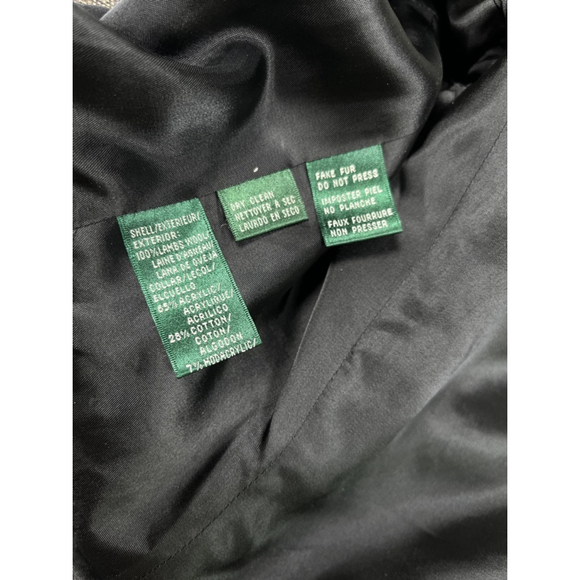 SHELL/EXTERIEUR/
EXTERIOR:
100% LAMBS WOOL/
LAINE D'AGNEAU/
LANA DE OVEJA
COLLAR/LECOL/
ELCUELLO
65% ACRYLIC/
ACRYLIQUE/
ACRILICO
28% COTTON/
COTON/
ALGODON
7% MODACRYLIC/
DRY CLEAN
NETTOYER A SEC
LAVADO EN SECO
FAKE FUR
DO NOT PRESS
IMPOSTER PIEL
NO PLANCHE
FAUX FOURRURE
NON PRESSER